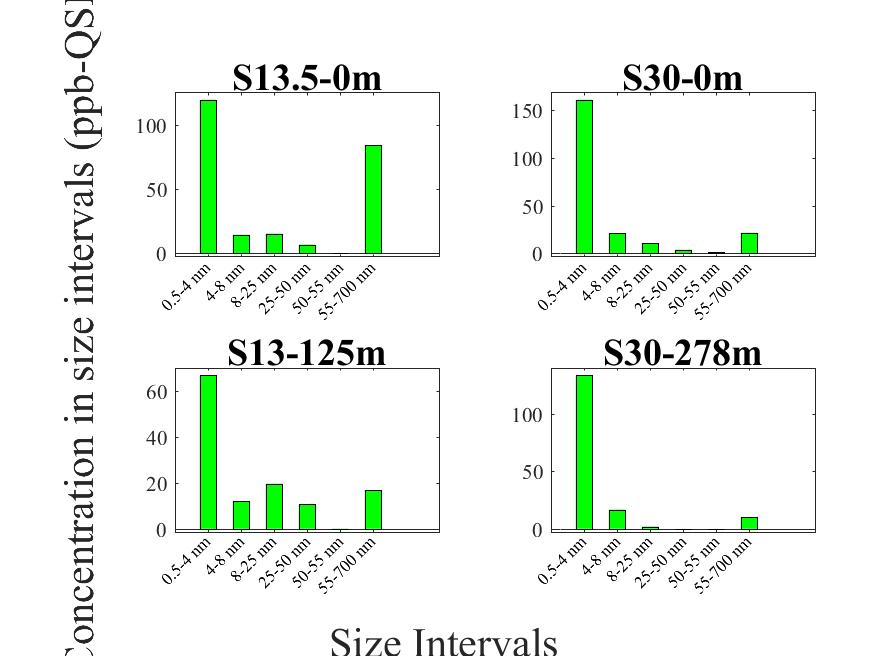 Concentration in size intervals (ppb-QS
S13.5-0m
100
50
0
0.5-4 nm
4-8 nm
8-25 nm
25-50 nm
50-55 nm
55-700 nm
S30-0m
150
100
50
0
0.5-4 nm
4-8 nm
8-25 nm
25-50 nm
50-55 nm
55-700 nm
S13-125m
60
40
20
0
0.5-4 nm
4-8 nm
8-25 nm
25-50 nm
50-55 nm
55-700 nm
S30-278m
100
50
0
0.5-4 nm
4-8 nm
8-25 nm
25-50 nm
50-55 nm
55-700 nm
Size Intervals